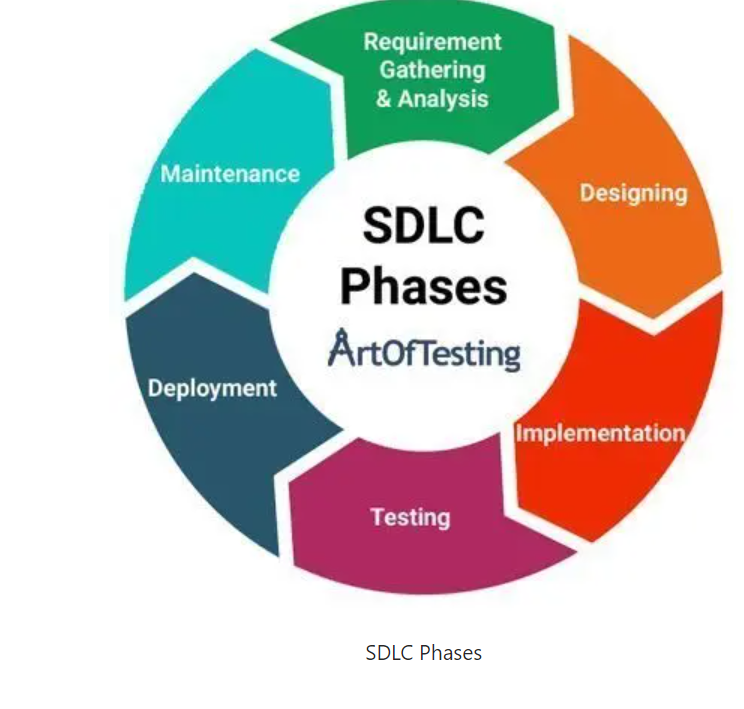 Requirement
Gathering
& Analysis
Designing
Implementation
Testing
Deployment
Maintenance
SDLC
Phases
ArtOfTesting
SDLC Phases